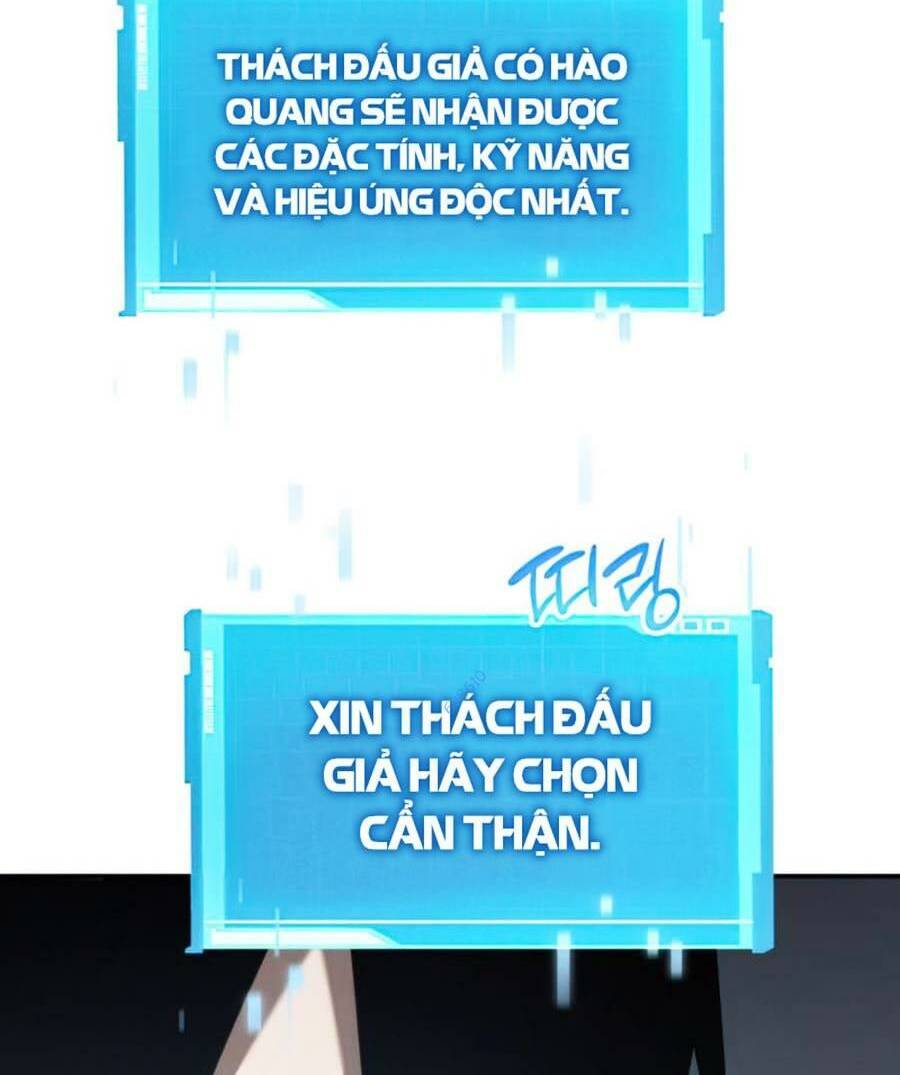 THÁCH ĐẤU GIẢ CÓ HÀO
QUANG SẼ NHẬN ĐƯỢC
CÁC ĐẶC TÍNH, KỸ NĂNG
VÀ HIỆU ỨNG ĐỘC NHẤT.
띠링
XIN THÁCH ĐẤU
GIẢ HÃY CHỌN
CẨN THẬN.